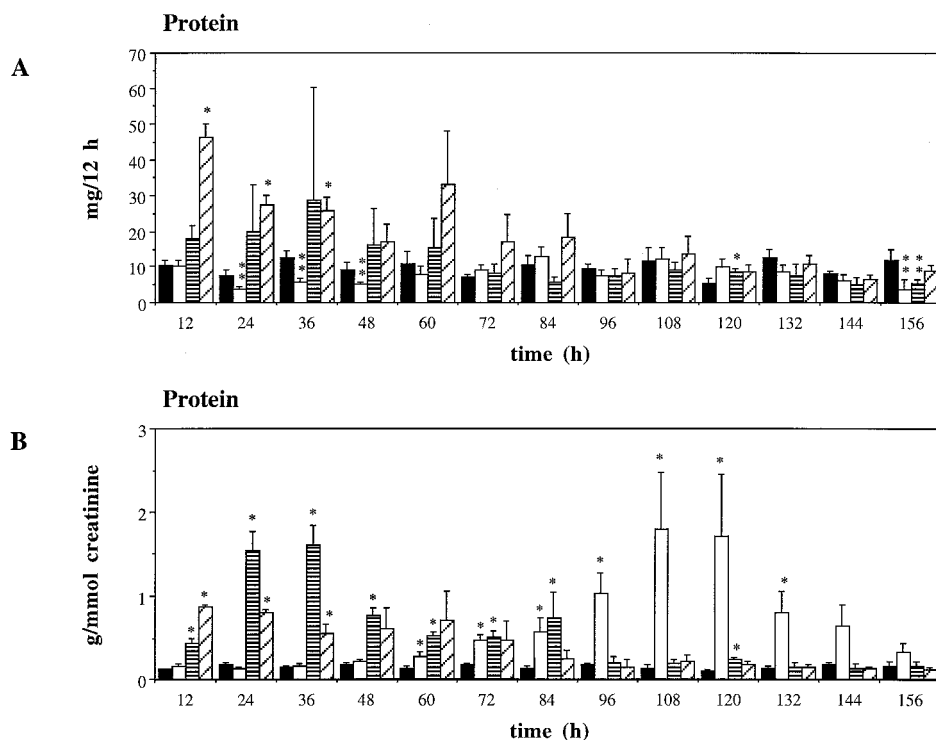 Protein
A
70
60
50
40
30
20
10
0
mg/12 h
*
* * * *
* * * * * * * * *
12 24 36 48 60 72 84 96 108 120 132 144 156
time (h)
Protein
B
3
2
1
0
g/mmol creatinine
* * * * * * * * * * * * * * * * * *
12 24 36 48 60 72 84 96 108 120 132 144 156
time (h)